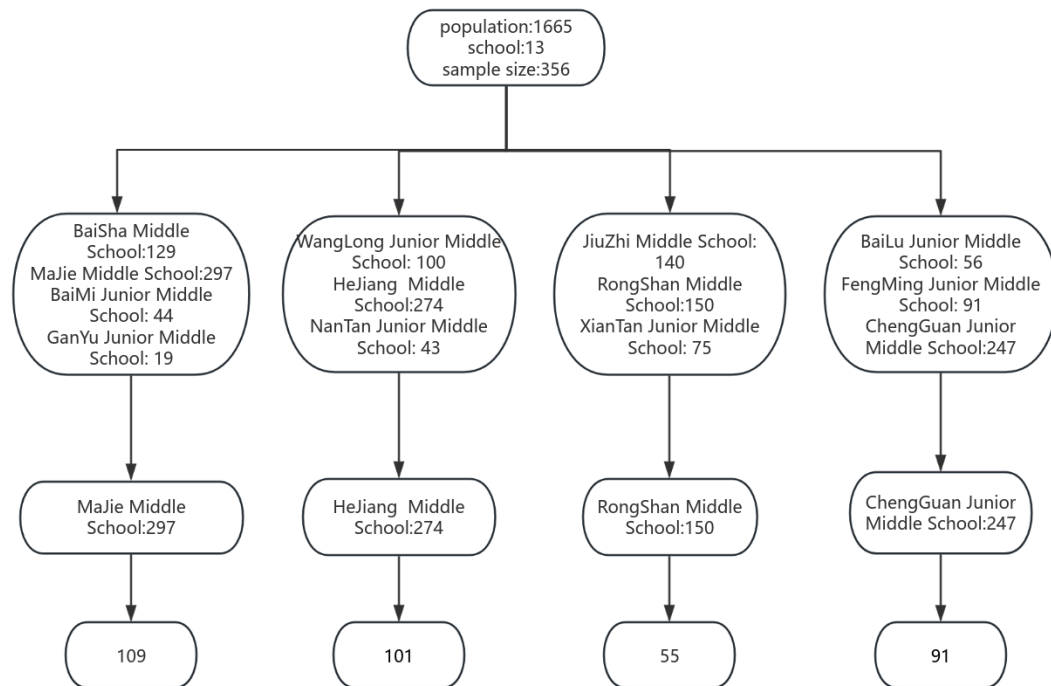 population:1665
school:13
sample size:356
BaiSha Middle
School:129
MaJie Middle School:297
BaiMi Junior Middle
School: 44
GanYu Junior Middle
School: 19
WangLong Junior Middle
School: 100
HeJiang  Middle
School:274
NanTan Junior Middle
School: 43
JiuZhi Middle School:
140
RongShan Middle
School:150
XianTan Junior Middle
School: 75
BaiLu Junior Middle
School: 56
FengMing Junior Middle
School: 91
ChengGuan Junior
Middle School:247
MaJie Middle
School:297
HeJiang  Middle
School:274
RongShan Middle
School:150
ChengGuan Junior
Middle School:247
109
101
55
91